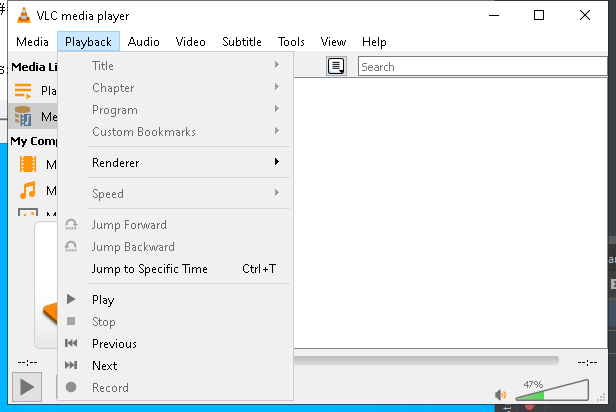 #
VLC media player
Media Playback Audio Video Subtitle Tools View Help
Media Li
Title
Search
Pla
Chapter
Me
Program
Custom Bookmarks
My Comp
Renderer
M
Speed
M
Jump Forward
Jump Backward
Jump to Specific Time Ctrl+T
Play
Stop
Previous
Next
--:-- --:--
Record
47%